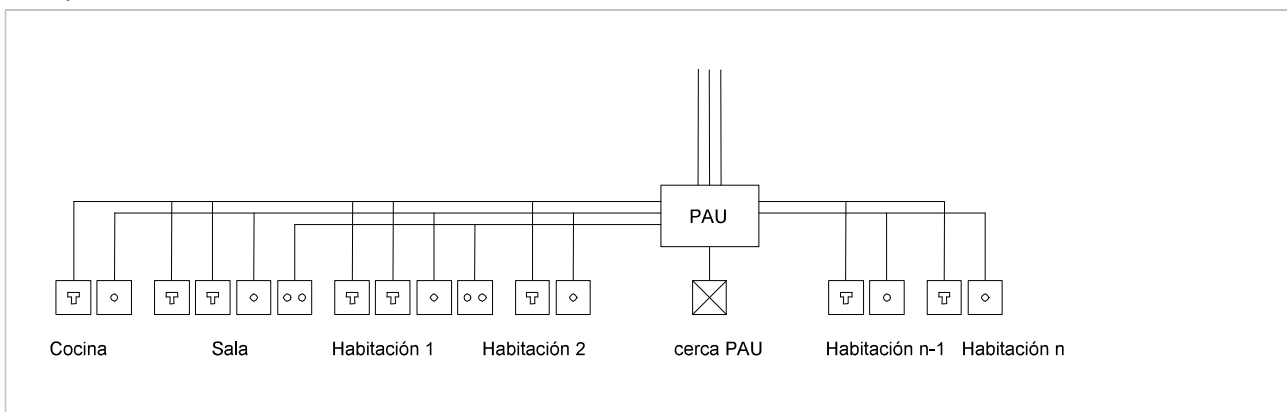 PAU
Cocina
Sala
Habitación 1
Habitación 2
cerca PAU
Habitación n-1
Habitación n